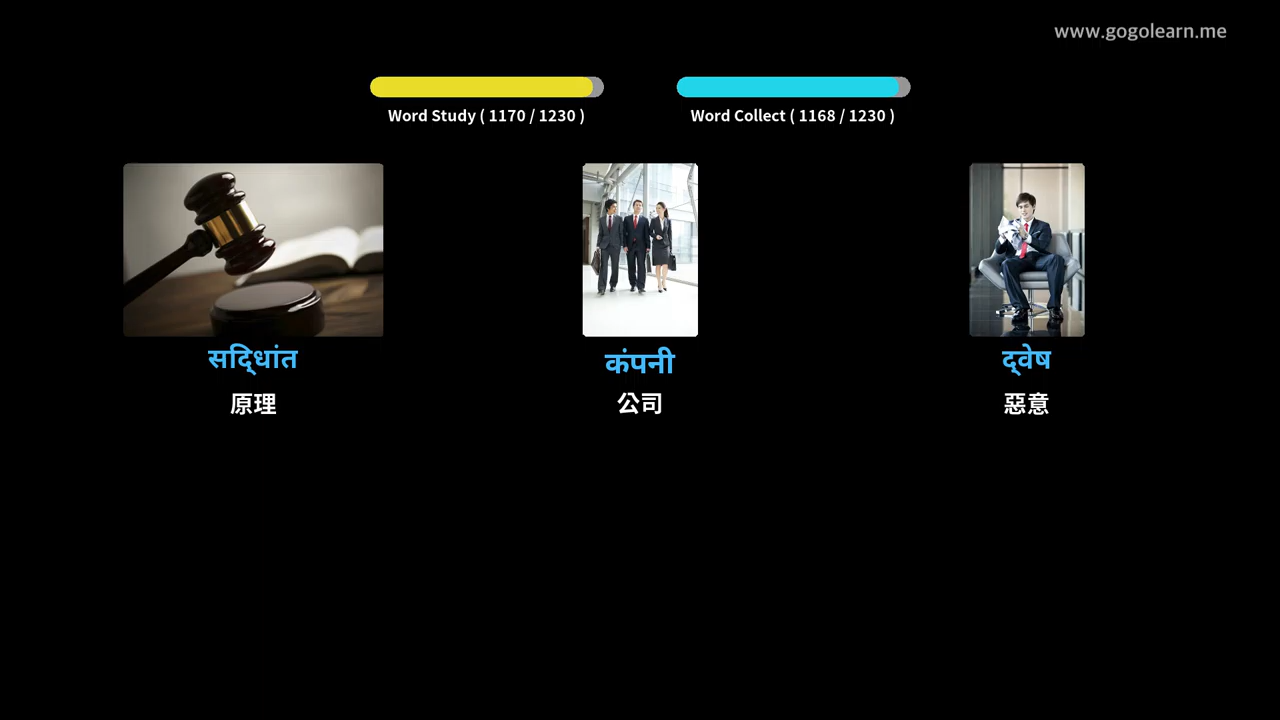 www.gogolearn.me
Word Study ( 1170 / 1230 )
Word Collect ( 1168 / 1230 )
सिद्धांत
कंपनी
द्वेष
原理
公司
惡意